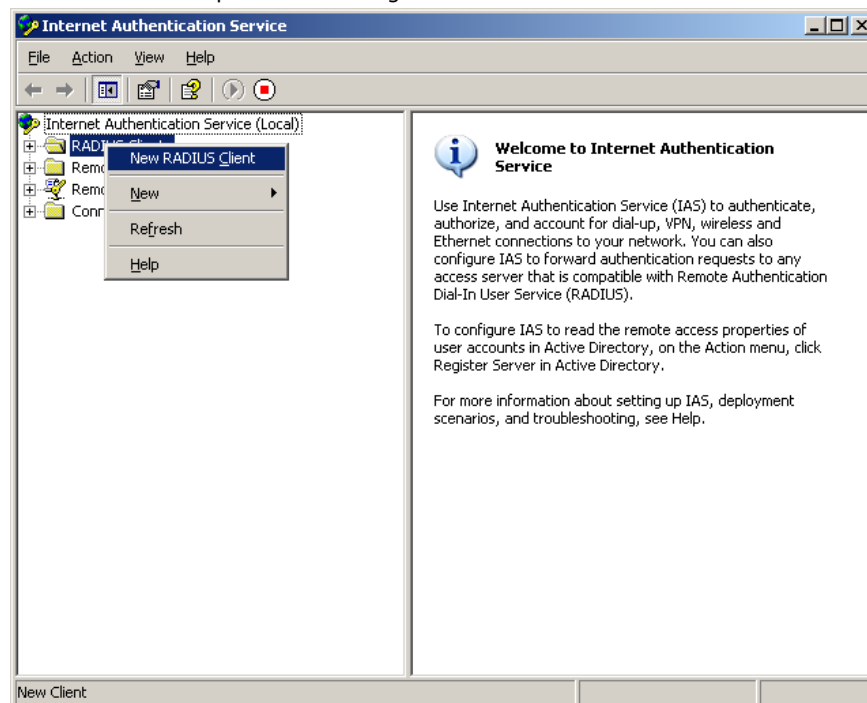 Internet Authentication Service
File Action View Help
Internet Authentication Service (Local)
RADIUS
Remo
Remo
Conn
New RADIUS Client
New
Refresh
Help
Welcome to Internet Authentication
Service
Use Internet Authentication Service (IAS) to authenticate,
authorize, and account for dial-up, VPN, wireless and
Ethernet connections to your network. You can also
configure IAS to forward authentication requests to any
access server that is compatible with Remote Authentication
Dial-In User Service (RADIUS).
To configure IAS to read the remote access properties of
user accounts in Active Directory, on the Action menu, click
Register Server in Active Directory.
For more information about setting up IAS, deployment
scenarios, and troubleshooting, see Help.
New Client